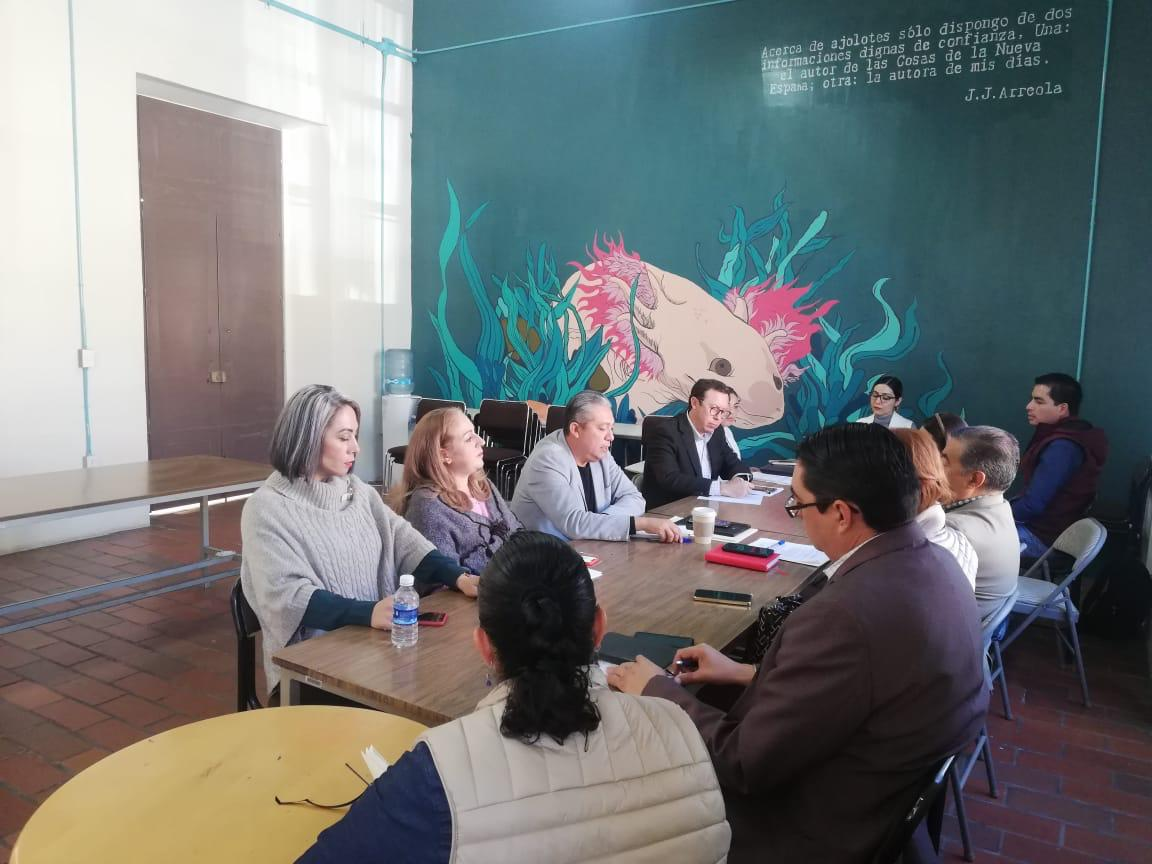 Acerca de ajolotes sólo dispongo de dos
informaciones dignas de confianza, Una:
el autor de las Cosas de la Nueva
Espana; otra: la autora de mis días.
J.J.Arreola